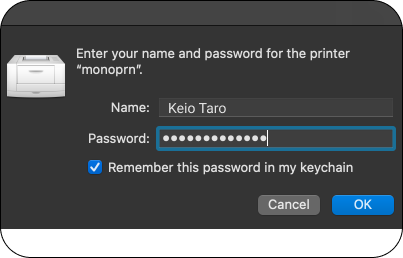 Enter your name and password for the printer
“monoprn”.
Name: Keio Taro
Password: •••••••••••••
Remember this password in my keychain
Cancel OK